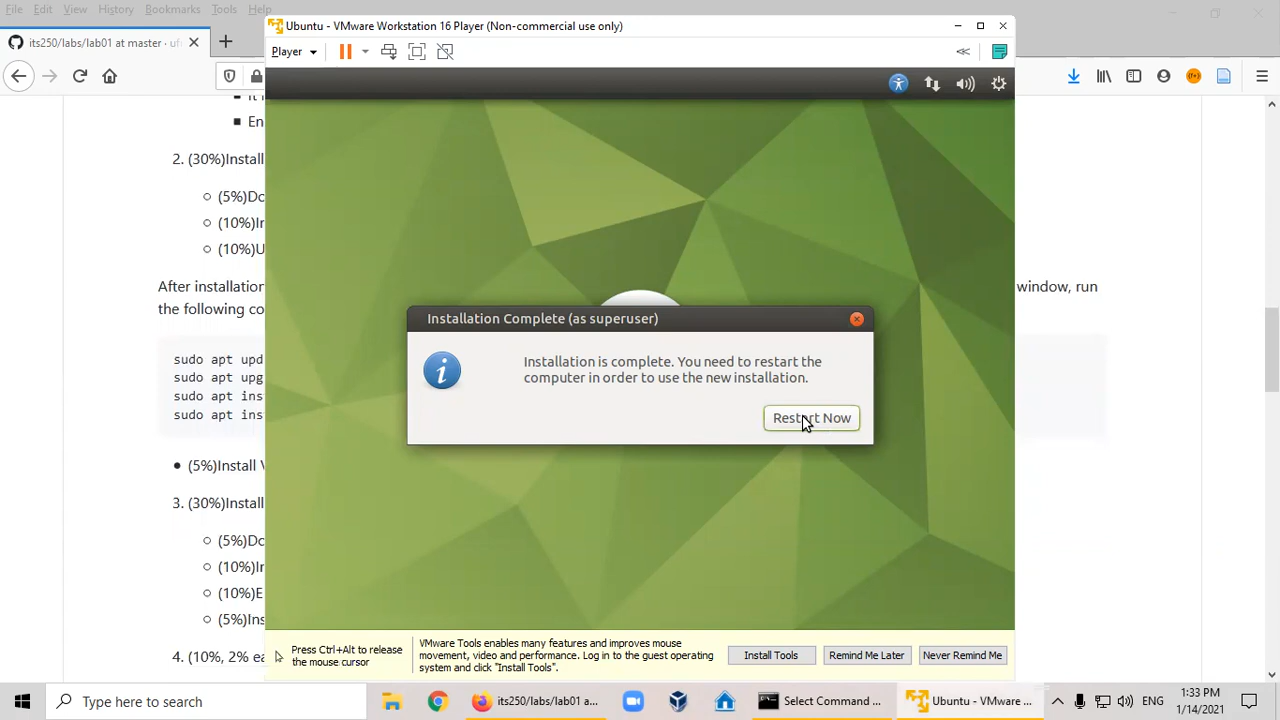 File Edit View History Bookmarks
Ubuntu - VMware Workstation 16 Player (Non-commercial use only)
its250/labs/lab01 at master · uf
Player
En
2. (30%)Install
(5%)Do
(10%)In
(10%)U
After installation
window, run
the following co
sudo apt upd
sudo apt upg
sudo apt ins
sudo apt ins
(5%)Install V
3. (30%)Install
(5%)Do
(10%)In
(10%)E
(5%)Ins
4. (10%, 2% ea
Installation Complete (as superuser)
Installation is complete. You need to restart the
computer in order to use the new installation.
Restart Now
Press Ctrl+Alt to release
the mouse cursor
VMware Tools enables many features and improves mouse
movement, video and performance. Log in to the guest operating
system and click "Install Tools".
Install Tools
Remind Me Later
Never Remind Me
Type here to search
its250/labs/lab01 a...
Select Command ...
Ubuntu - VMware ...
ENG
1:33 PM
1/14/2021